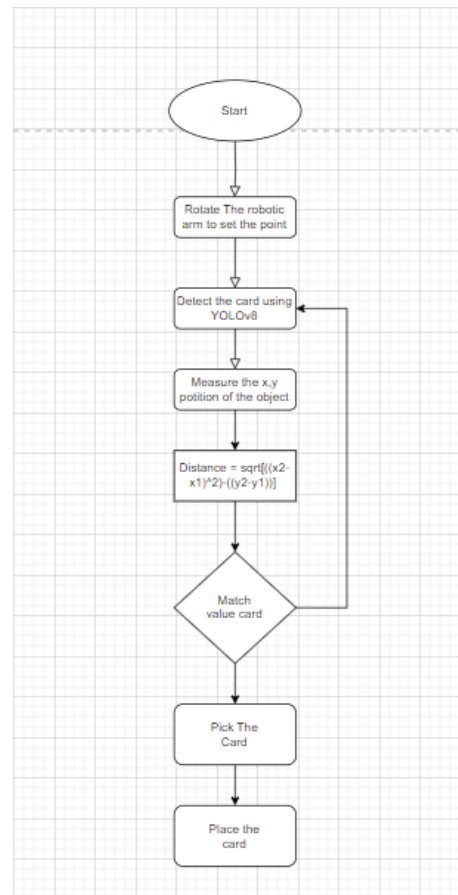 Start
Rotate The robotic
arm to set the point
Detect the card using
YOLOv8
Measure the x,y
potition of the object
Distance = sqrt[((x2-
x1)^2)-((y2-y1))]
Match
value card
Pick The
Card
Place the
card